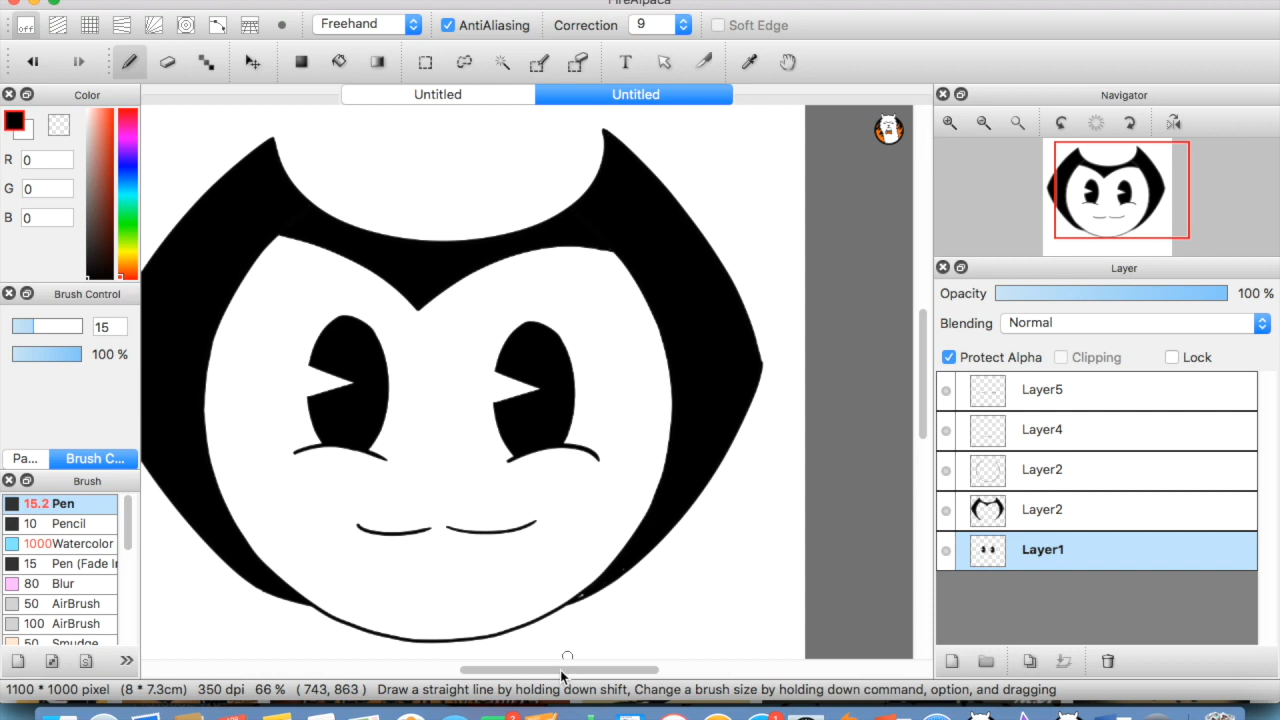 FireAlpaca
off Freehand AntiAliasing Correction 9 Soft Edge
T
Color Untitled Untitled Navigator
R 0
G 0
B 0
Layer
Brush Control
Opacity 100 %
15
Blending Normal
100 %
Protect Alpha Clipping Lock
Layer5
Layer4
Pa... Brush C...
Layer2
Brush
15.2 Pen
Layer2
10 Pencil
1000Watercolor
Layer1
15 Pen (Fade In
80 Blur
50 AirBrush
100 AirBrush
50 Smudge
1100 * 1000 pixel (8 * 7.3cm) 350 dpi 66 % ( 743, 863 ) Draw a straight line by holding down shift, Change a brush size by holding down command, option, and dragging